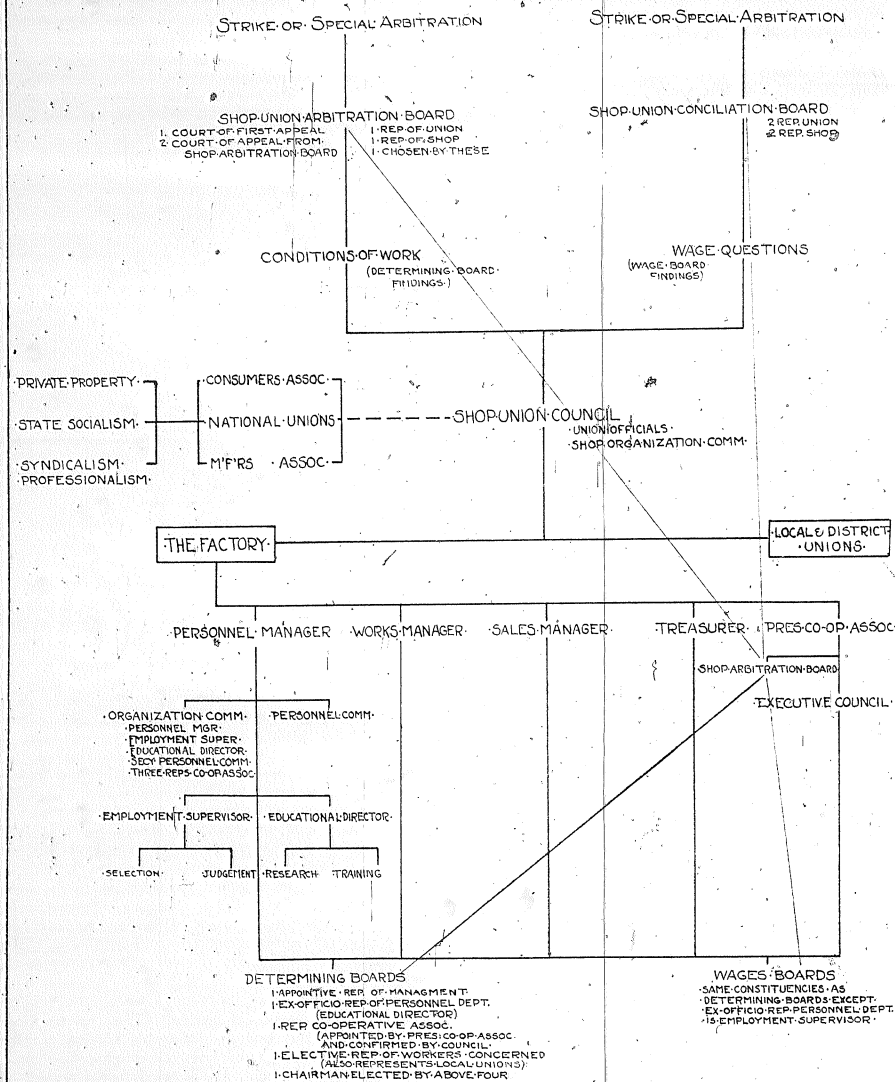 STRIKE·OR·SPECIAL·ARBITRATION
STRIKE·OR·SPECIAL·ARBITRATION
SHOP·UNION·ARBITRATION·BOARD
1. COURT·OF·FIRST·APPEAL
2. COURT·OF·APPEAL·FROM·
SHOP·ARBITRATION·BOARD
1·REP·OF·UNION
1·REP·OF·SHOP
1·CHOSEN·BY·THESE
SHOP·UNION·CONCILIATION·BOARD
2 REP. UNION
2 REP. SHOP
CONDITIONS·OF·WORK
(DETERMINING·BOARD·
FINDINGS·)
WAGE·QUESTIONS
(WAGE·BOARD·
FINDINGS)
·PRIVATE·PROPERTY·
·STATE SOCIALISM·
·SYNDICALISM·
·PROFESSIONALISM·
·CONSUMERS·ASSOC·
·NATIONAL·UNIONS·
·M'F'RS·ASSOC·
·SHOP·UNION·COUNCIL
·UNION·OFFICIALS·
·SHOP·ORGANIZATION·COMM·
·THE·FACTORY·
·LOCAL·&·DISTRICT
·UNIONS·
·PERSONNEL·MANAGER
·WORKS·MANAGER·
·SALES·MANAGER·
·TREASURER·
·PRES·CO-OP·ASSOC·
SHOP·ARBITRATION·BOARD
·EXECUTIVE·COUNCIL·
·ORGANIZATION·COMM·
·PERSONNEL MGR·
·EMPLOYMENT SUPER·
·EDUCATIONAL DIRECTOR·
·SECY PERSONNEL·COMM·
·THREE·REPS·CO-OP·ASSOC·
·PERSONNEL·COMM·
·EMPLOYMENT·SUPERVISOR·
·EDUCATIONAL·DIRECTOR·
·SELECTION·
JUDGEMENT
·RESEARCH·
TRAINING
DETERMINING BOARDS
1·APPOINTIVE·REP. OF·MANAGMENT·
1·EX-OFFICIO·REP·OF·PERSONNEL DEPT.
(EDUCATIONAL DIRECTOR)
1·REP CO-OPERATIVE ASSOC.
(APPOINTED·BY·PRES·CO-OP·ASSOC·
AND·CONFIRMED·BY·COUNCIL·
1·ELECTIVE·REP·OF·WORKERS·CONCERNED
(ALSO·REPRESENTS·LOCAL·UNIONS)·
1·CHAIRMAN·ELECTED·BY·ABOVE·FOUR
WAGES·BOARDS
·SAME·CONSTITUENCIES·AS
·DETERMINING·BOARDS·EXCEPT·
·EX-OFFICIO·REP·PERSONNEL·DEPT·
·IS·EMPLOYMENT·SUPERVISOR·